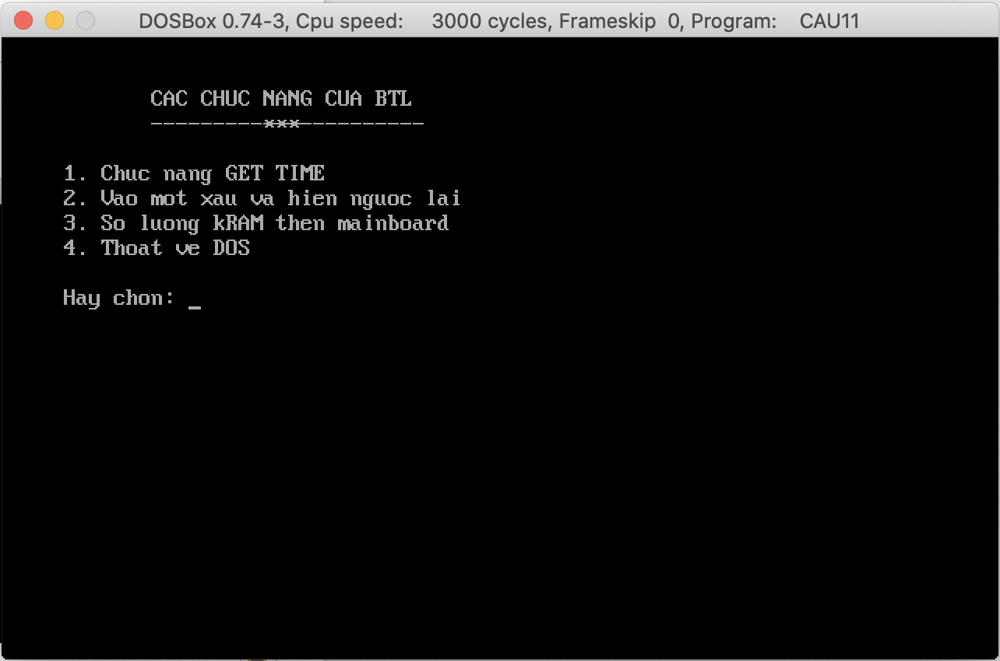 DOSBox 0.74-3, Cpu speed: 3000 cycles, Frameskip 0, Program: CAU11
CAC CHUC NANG CUA BTL
---------***----------
1. Chuc nang GET TIME
2. Vao mot xau va hien nguoc lai
3. So luong kRAM then mainboard
4. Thoat ve DOS
Hay chon: _